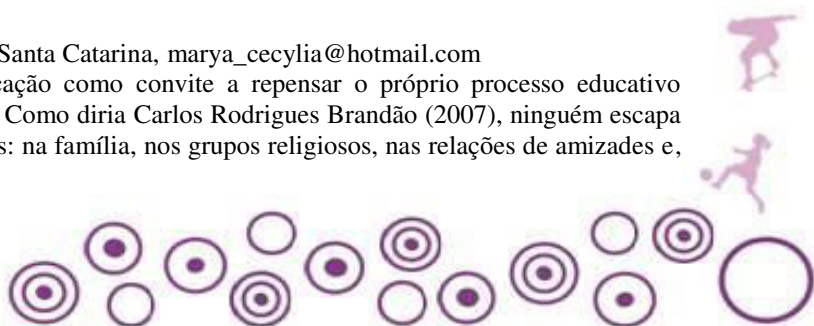 Santa Catarina, marya_cecylia@hotmail.com
cação como convite a repensar o próprio processo educativo
Como diria Carlos Rodrigues Brandão (2007), ninguém escapa
s: na família, nos grupos religiosos, nas relações de amizades e,